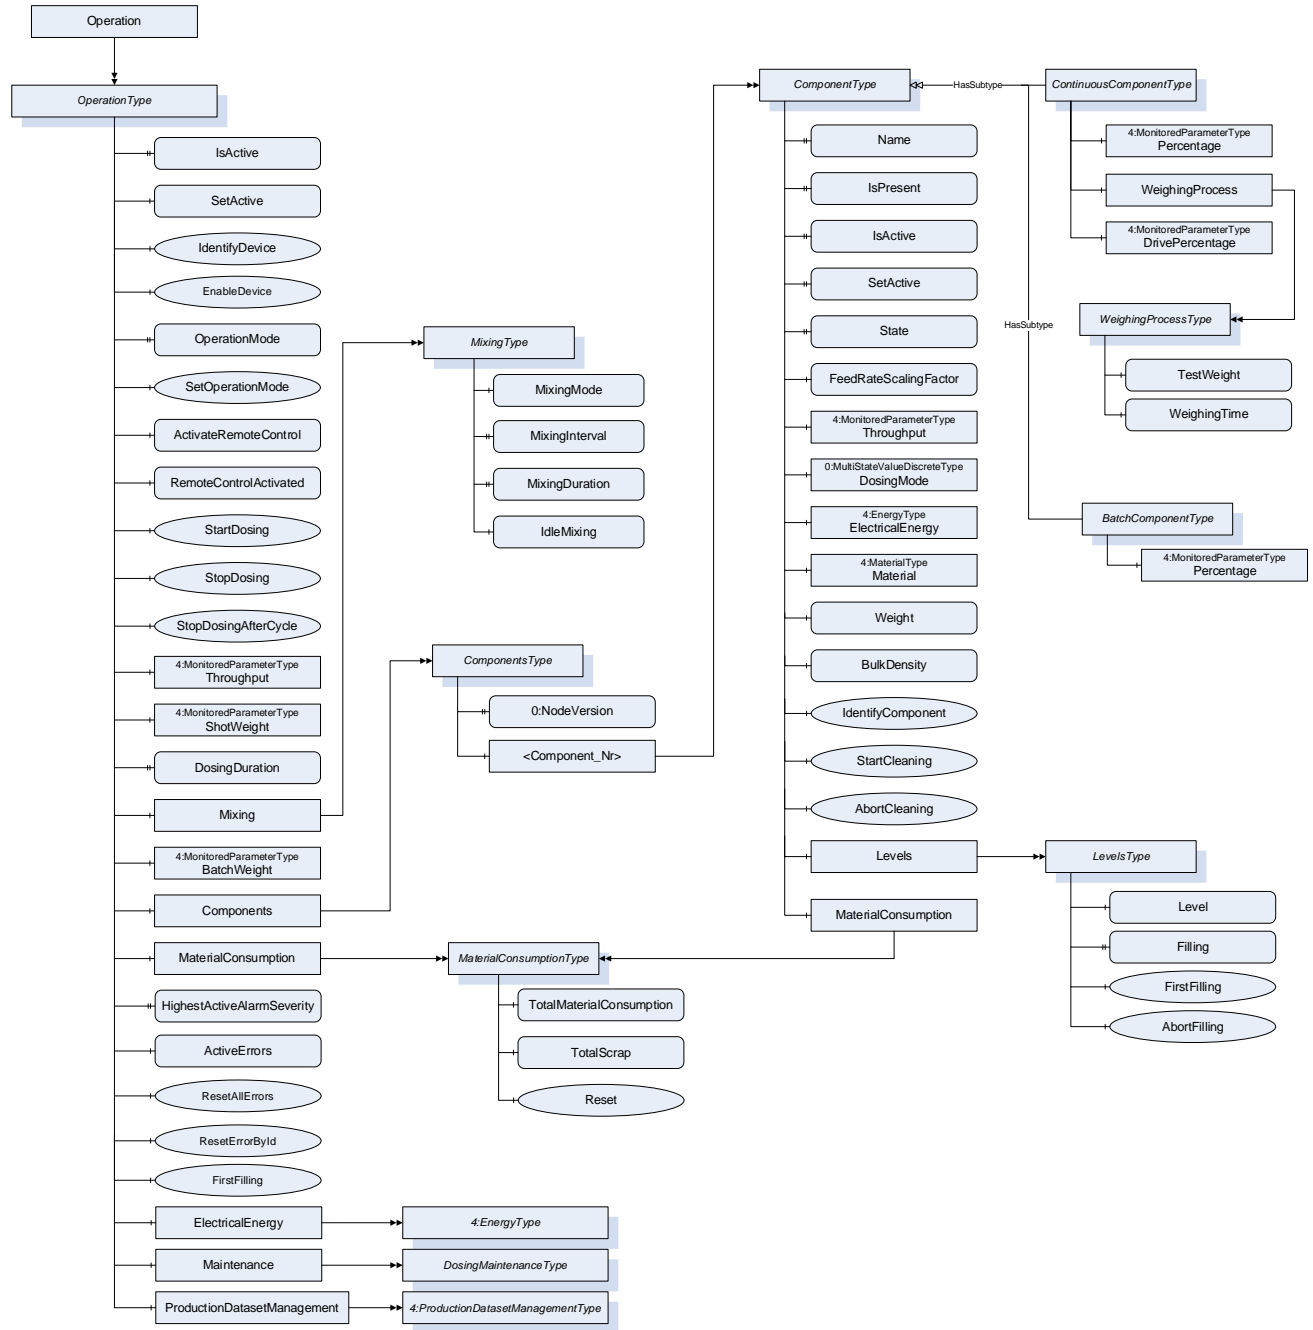 Operation
OperationType
IsActive
SetActive
IdentifyDevice
EnableDevice
OperationMode
SetOperationMode
ActivateRemoteControl
RemoteControlActivated
StartDosing
StopDosing
StopDosingAfterCycle
4:MonitoredParameterType
Throughput
4:MonitoredParameterType
ShotWeight
DosingDuration
Mixing
4:MonitoredParameterType
BatchWeight
Components
MaterialConsumption
HighestActiveAlarmSeverity
ActiveErrors
ResetAllErrors
ResetErrorById
FirstFilling
ElectricalEnergy
Maintenance
ProductionDatasetManagement
MixingType
MixingMode
MixingInterval
MixingDuration
IdleMixing
ComponentsType
0:NodeVersion
<Component_Nr>
MaterialConsumptionType
TotalMaterialConsumption
TotalScrap
Reset
4:EnergyType
DosingMaintenanceType
4:ProductionDatasetManagementType
ComponentType
Name
IsPresent
IsActive
SetActive
State
FeedRateScalingFactor
4:MonitoredParameterType
Throughput
0:MultiStateValueDiscreteType
DosingMode
4:EnergyType
ElectricalEnergy
4:MaterialType
Material
Weight
BulkDensity
IdentifyComponent
StartCleaning
AbortCleaning
Levels
MaterialConsumption
HasSubtype
HasSubtype
ContinuousComponentType
4:MonitoredParameterType
Percentage
WeighingProcess
4:MonitoredParameterType
DrivePercentage
WeighingProcessType
TestWeight
WeighingTime
BatchComponentType
4:MonitoredParameterType
Percentage
LevelsType
Level
Filling
FirstFilling
AbortFilling